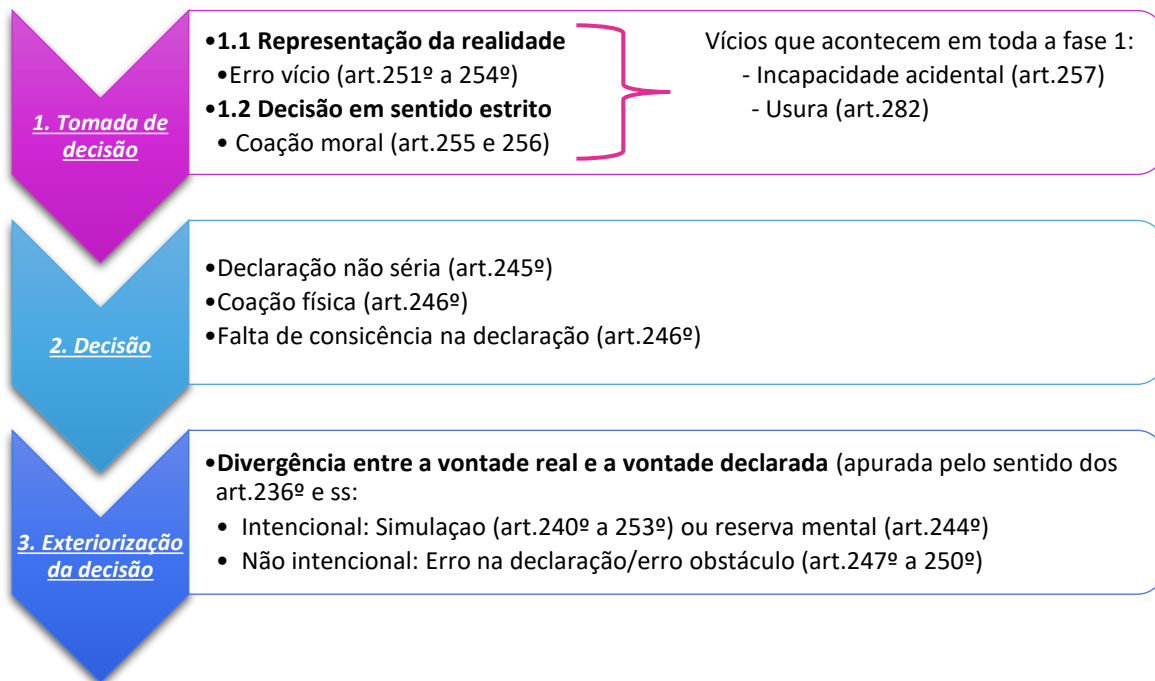 1. Tomada de
decisão
•1.1 Representação da realidade
•Erro vício (art.251º a 254º)
•1.2 Decisão em sentido estrito
• Coação moral (art.255 e 256)
Vícios que acontecem em toda a fase 1:
- Incapacidade acidental (art.257)
- Usura (art.282)
2. Decisão
•Declaração não séria (art.245º)
•Coação física (art.246º)
•Falta de consicência na declaração (art.246º)
3. Exteriorização
da decisão
•Divergência entre a vontade real e a vontade declarada (apurada pelo sentido dos
art.236º e ss:
• Intencional: Simulaçao (art.240º a 253º) ou reserva mental (art.244º)
• Não intencional: Erro na declaração/erro obstáculo (art.247º a 250º)